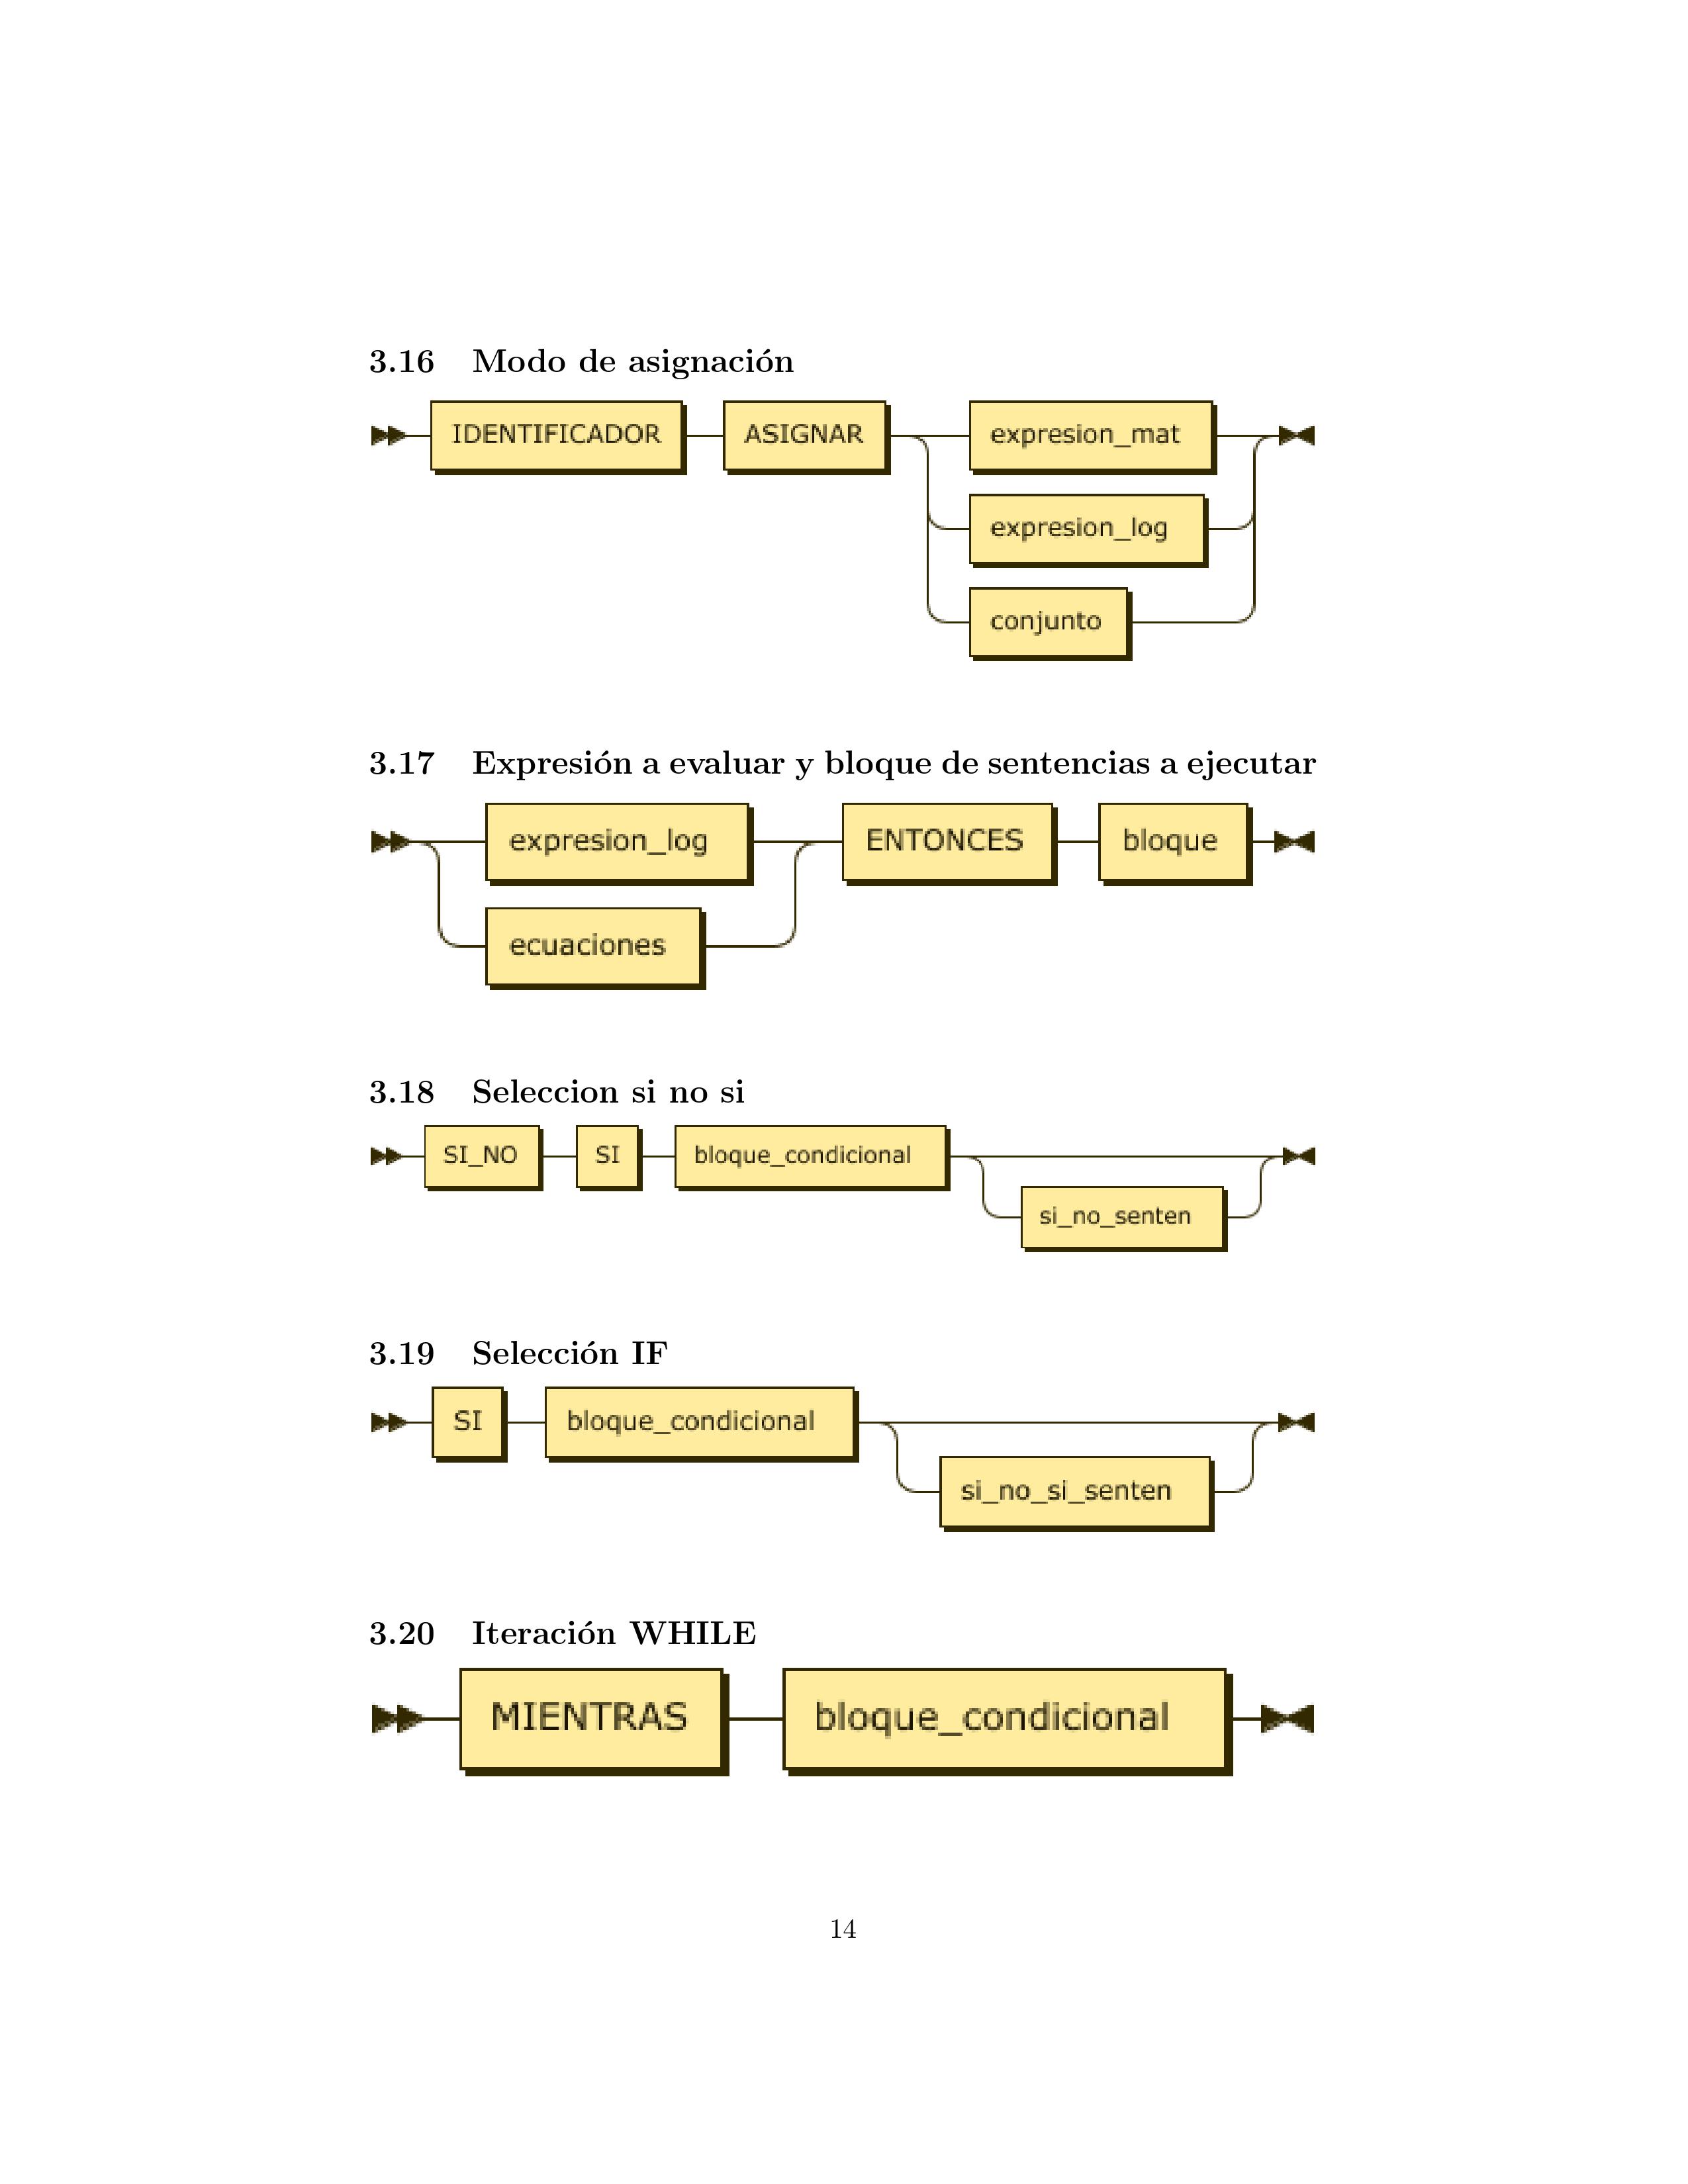 3.16 Modo de asignación
IDENTIFICADOR ASIGNAR expresion_mat
expresion_log
conjunto
3.17 Expresión a evaluar y bloque de sentencias a ejecutar
expresion_log ENTONCES bloque
ecuaciones
3.18 Seleccion si no si
SI_NO SI bloque_condicional
si_no_senten
3.19 Selección IF
SI bloque_condicional
si_no_si_senten
3.20 Iteración WHILE
MIENTRAS bloque_condicional
14